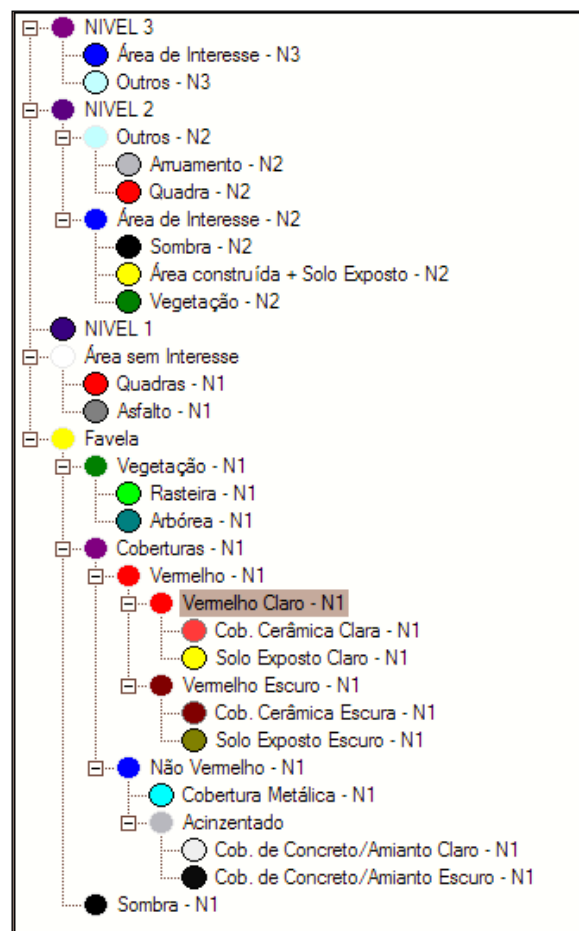 NIVEL 3
Área de Interesse - N3
Outros - N3
NIVEL 2
Outros - N2
Arruamento - N2
Quadra - N2
Área de Interesse - N2
Sombra - N2
Área construída + Solo Exposto - N2
Vegetação - N2
NIVEL 1
Área sem Interesse
Quadras - N1
Asfalto - N1
Favela
Vegetação - N1
Rasteira - N1
Arbórea - N1
Coberturas - N1
Vermelho - N1
Vermelho Claro - N1
Cob. Cerâmica Clara - N1
Solo Exposto Claro - N1
Vermelho Escuro - N1
Cob. Cerâmica Escura - N1
Solo Exposto Escuro - N1
Não Vermelho - N1
Cobertura Metálica - N1
Acinzentado
Cob. de Concreto/Amianto Claro - N1
Cob. de Concreto/Amianto Escuro - N1
Sombra - N1